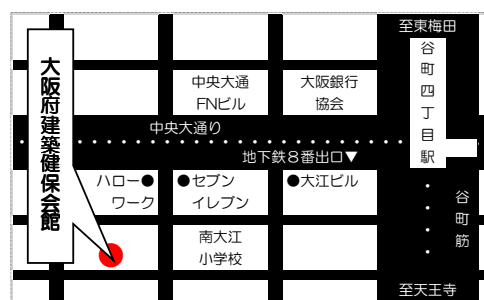 至東梅田
谷町四丁目駅
大阪府建築健保会館
中央大通
FNビル
大阪銀行
協会
中央大通り
地下鉄8番出口▼
ハロー●
ワーク
●セブン
イレブン
●大江ビル
谷町筋
南大江
小学校
至天王寺